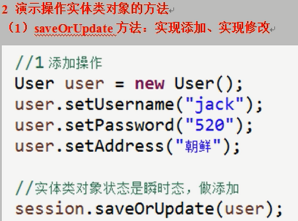 2 演示操作实体类对象的方法
（1）saveOrUpdate 方法：实现添加、实现修改
//1 添加操作
User user = new User();
user.setUsername("jack");
user.setPassword("520");
user.setAddress("朝鲜");
//实体类对象状态是瞬时态，做添加
session.saveOrUpdate(user);